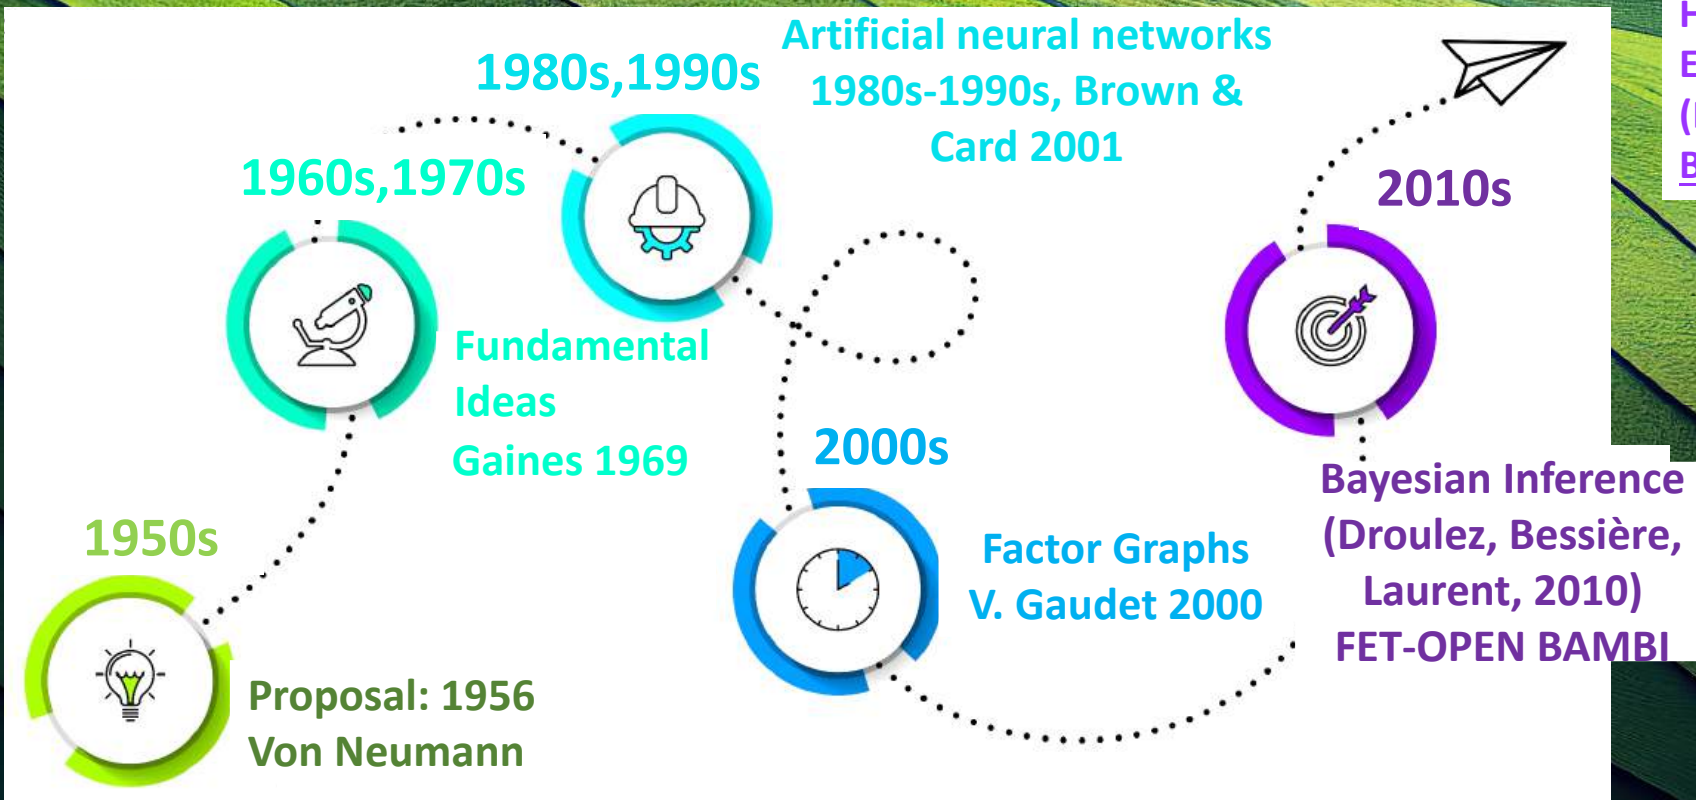 1950s
Proposal: 1956
Von Neumann
1960s,1970s
Fundamental
Ideas
Gaines 1969
1980s,1990s
Artificial neural networks
1980s-1990s, Brown &
Card 2001
2000s
Factor Graphs
V. Gaudet 2000
2010s
Bayesian Inference
(Droulez, Bessière,
Laurent, 2010)
FET-OPEN BAMBI